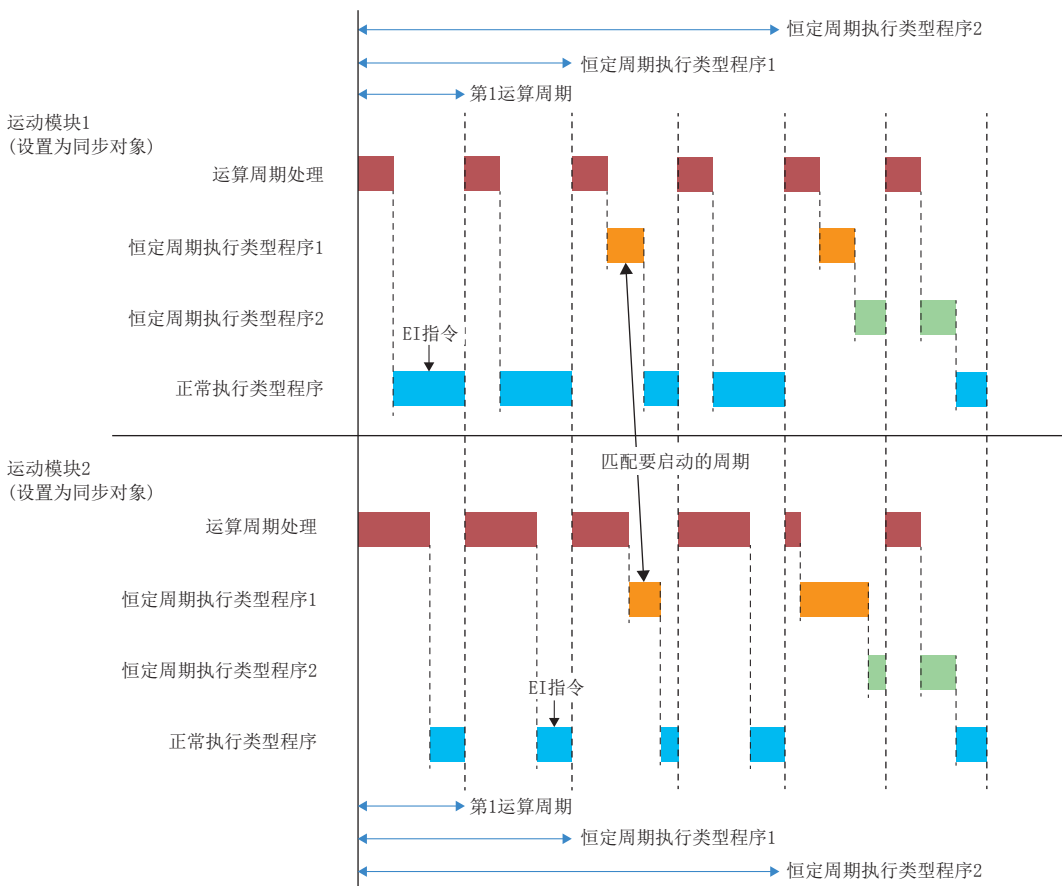 恒定周期执行类型程序2
恒定周期执行类型程序1
第1运算周期
运动模块1
(设置为同步对象)
运算周期处理
恒定周期执行类型程序1
恒定周期执行类型程序2
EI指令
正常执行类型程序
匹配要启动的周期
运动模块2
(设置为同步对象)
运算周期处理
恒定周期执行类型程序1
恒定周期执行类型程序2
EI指令
正常执行类型程序
第1运算周期
恒定周期执行类型程序1
恒定周期执行类型程序2